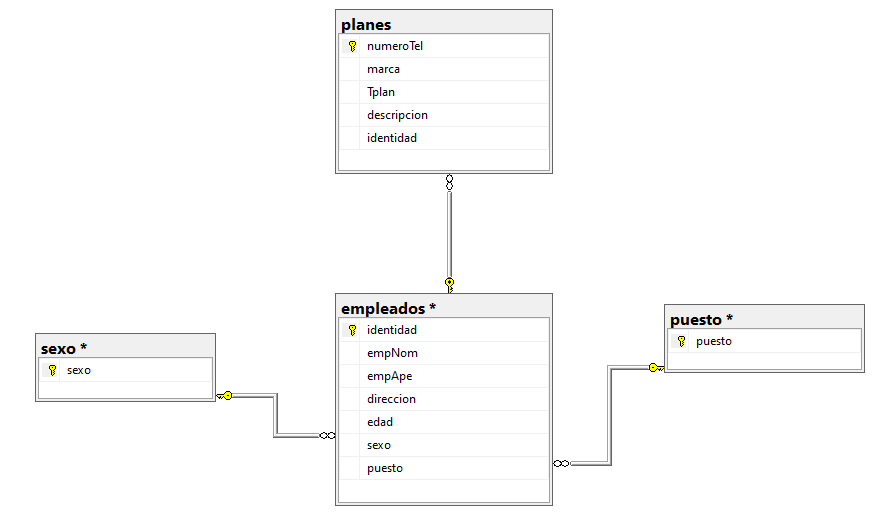 planes
numeroTel
marca
Tplan
descripcion
identidad
empleados *
identidad
empNom
empApe
direccion
edad
sexo
puesto
sexo *
sexo
puesto *
puesto